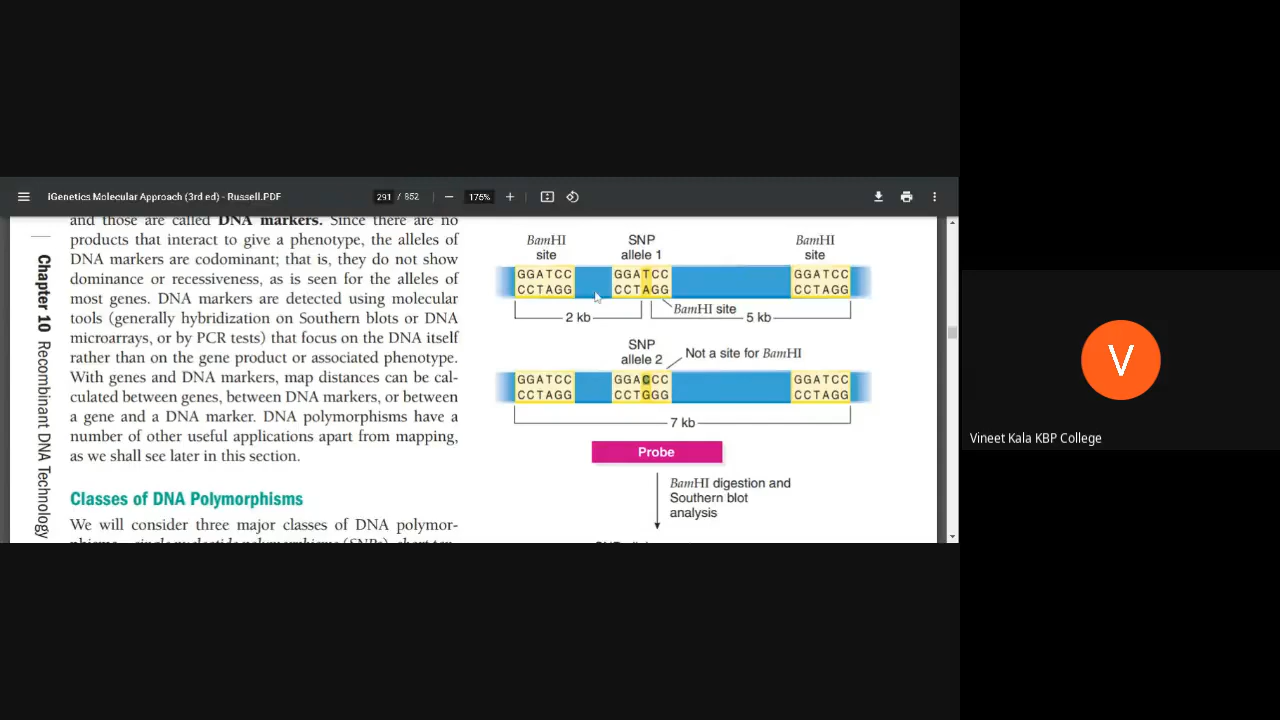 iGenetics Molecular Approach (3rd ed) - Russell.PDF
291 / 852
175%
and those are called DNA markers. Since there are no
products that interact to give a phenotype, the alleles of
DNA markers are codominant; that is, they do not show
dominance or recessiveness, as is seen for the alleles of
most genes. DNA markers are detected using molecular
tools (generally hybridization on Southern blots or DNA
microarrays, or by PCR tests) that focus on the DNA itself
rather than on the gene product or associated phenotype.
With genes and DNA markers, map distances can be cal-
culated between genes, between DNA markers, or between
a gene and a DNA marker. DNA polymorphisms have a
number of other useful applications apart from mapping,
as we shall see later in this section.
Classes of DNA Polymorphisms
We will consider three major classes of DNA polymor-
Chapter 10 Recombinant DNA Technology
BamHI
site
SNP
allele 1
BamHI
site
GGATCC GGATCC GGATCC
CCTAGG CCTAGG CCTAGG
BamHI site
2 kb 5 kb
SNP
allele 2
Not a site for BamHI
GGATCC GGACCC GGATCC
CCTAGG CCTGGG CCTAGG
7 kb
Probe
BamHI digestion and
Southern blot
analysis
V
Vineet Kala KBP College